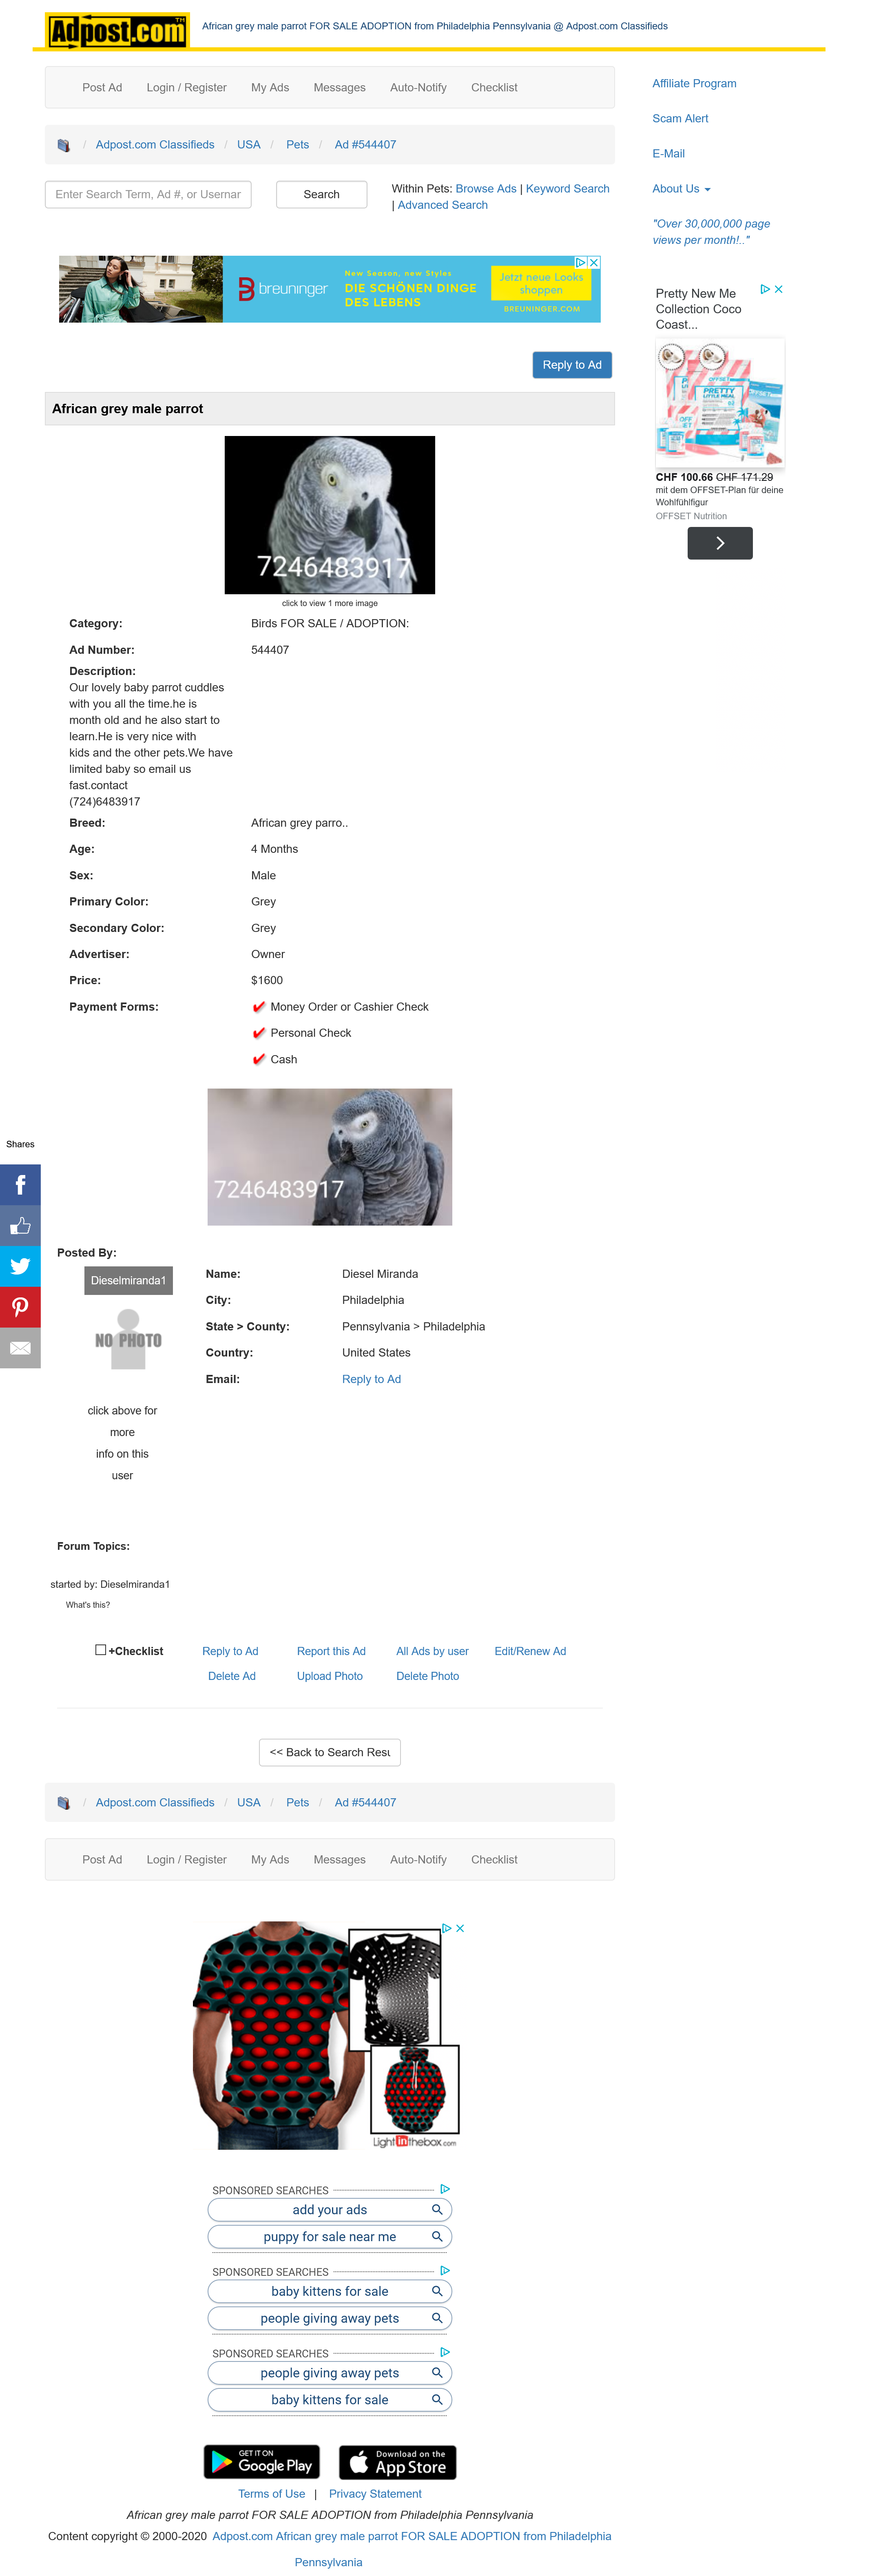 Adpost.com™
African grey male parrot FOR SALE ADOPTION from Philadelphia Pennsylvania @ Adpost.com Classifieds
Post Ad Login / Register My Ads Messages Auto-Notify Checklist
/ Adpost.com Classifieds / USA / Pets / Ad #544407
Enter Search Term, Ad #, or Usernar
Search
Within Pets: Browse Ads | Keyword Search
| Advanced Search
Affiliate Program
Scam Alert
E-Mail
About Us
"Over 30,000,000 page
views per month!.."
breuninger
New Season, new Styles
DIE SCHÖNEN DINGE
DES LEBENS
Jetzt neue Looks
shoppen
BREUNINGER.COM
Pretty New Me
Collection Coco
Coast...
PRETTY
LITTLE MEAL
CHF 100.66 CHF 171.29
mit dem OFFSET-Plan für deine
Wohlfühlfigur
OFFSET Nutrition
Reply to Ad
African grey male parrot
7246483917
click to view 1 more image
Category: Birds FOR SALE / ADOPTION:
Ad Number: 544407
Description:
Our lovely baby parrot cuddles
with you all the time.he is
month old and he also start to
learn.He is very nice with
kids and the other pets.We have
limited baby so email us
fast.contact
(724)6483917
Breed: African grey parro..
Age: 4 Months
Sex: Male
Primary Color: Grey
Secondary Color: Grey
Advertiser: Owner
Price: $1600
Payment Forms: Money Order or Cashier Check
Personal Check
Cash
7246483917
Shares
Posted By:
Dieselmiranda1
NO PHOTO
click above for
more
info on this
user
Name: Diesel Miranda
City: Philadelphia
State > County: Pennsylvania > Philadelphia
Country: United States
Email: Reply to Ad
Forum Topics:
started by: Dieselmiranda1
What's this?
+Checklist Reply to Ad Report this Ad All Ads by user Edit/Renew Ad
Delete Ad Upload Photo Delete Photo
<< Back to Search Resu
/ Adpost.com Classifieds / USA / Pets / Ad #544407
Post Ad Login / Register My Ads Messages Auto-Notify Checklist
Lightinthebox.com
SPONSORED SEARCHES
add your ads
puppy for sale near me
SPONSORED SEARCHES
baby kittens for sale
people giving away pets
SPONSORED SEARCHES
people giving away pets
baby kittens for sale
GET IT ON
Google Play
Download on the
App Store
Terms of Use | Privacy Statement
African grey male parrot FOR SALE ADOPTION from Philadelphia Pennsylvania
Content copyright © 2000-2020 Adpost.com African grey male parrot FOR SALE ADOPTION from Philadelphia
Pennsylvania